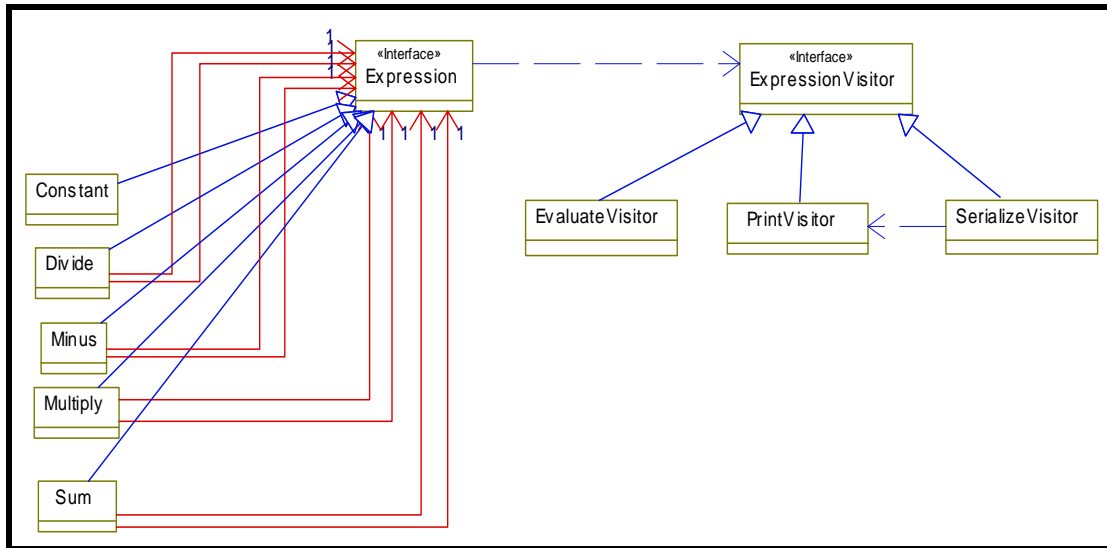 1
1
1
«Interface»
Expression
«Interface»
ExpressionVisitor
1
1
1
1
Constant
EvaluateVisitor
PrintVisitor
SerializeVisitor
Divide
Minus
Multiply
Sum